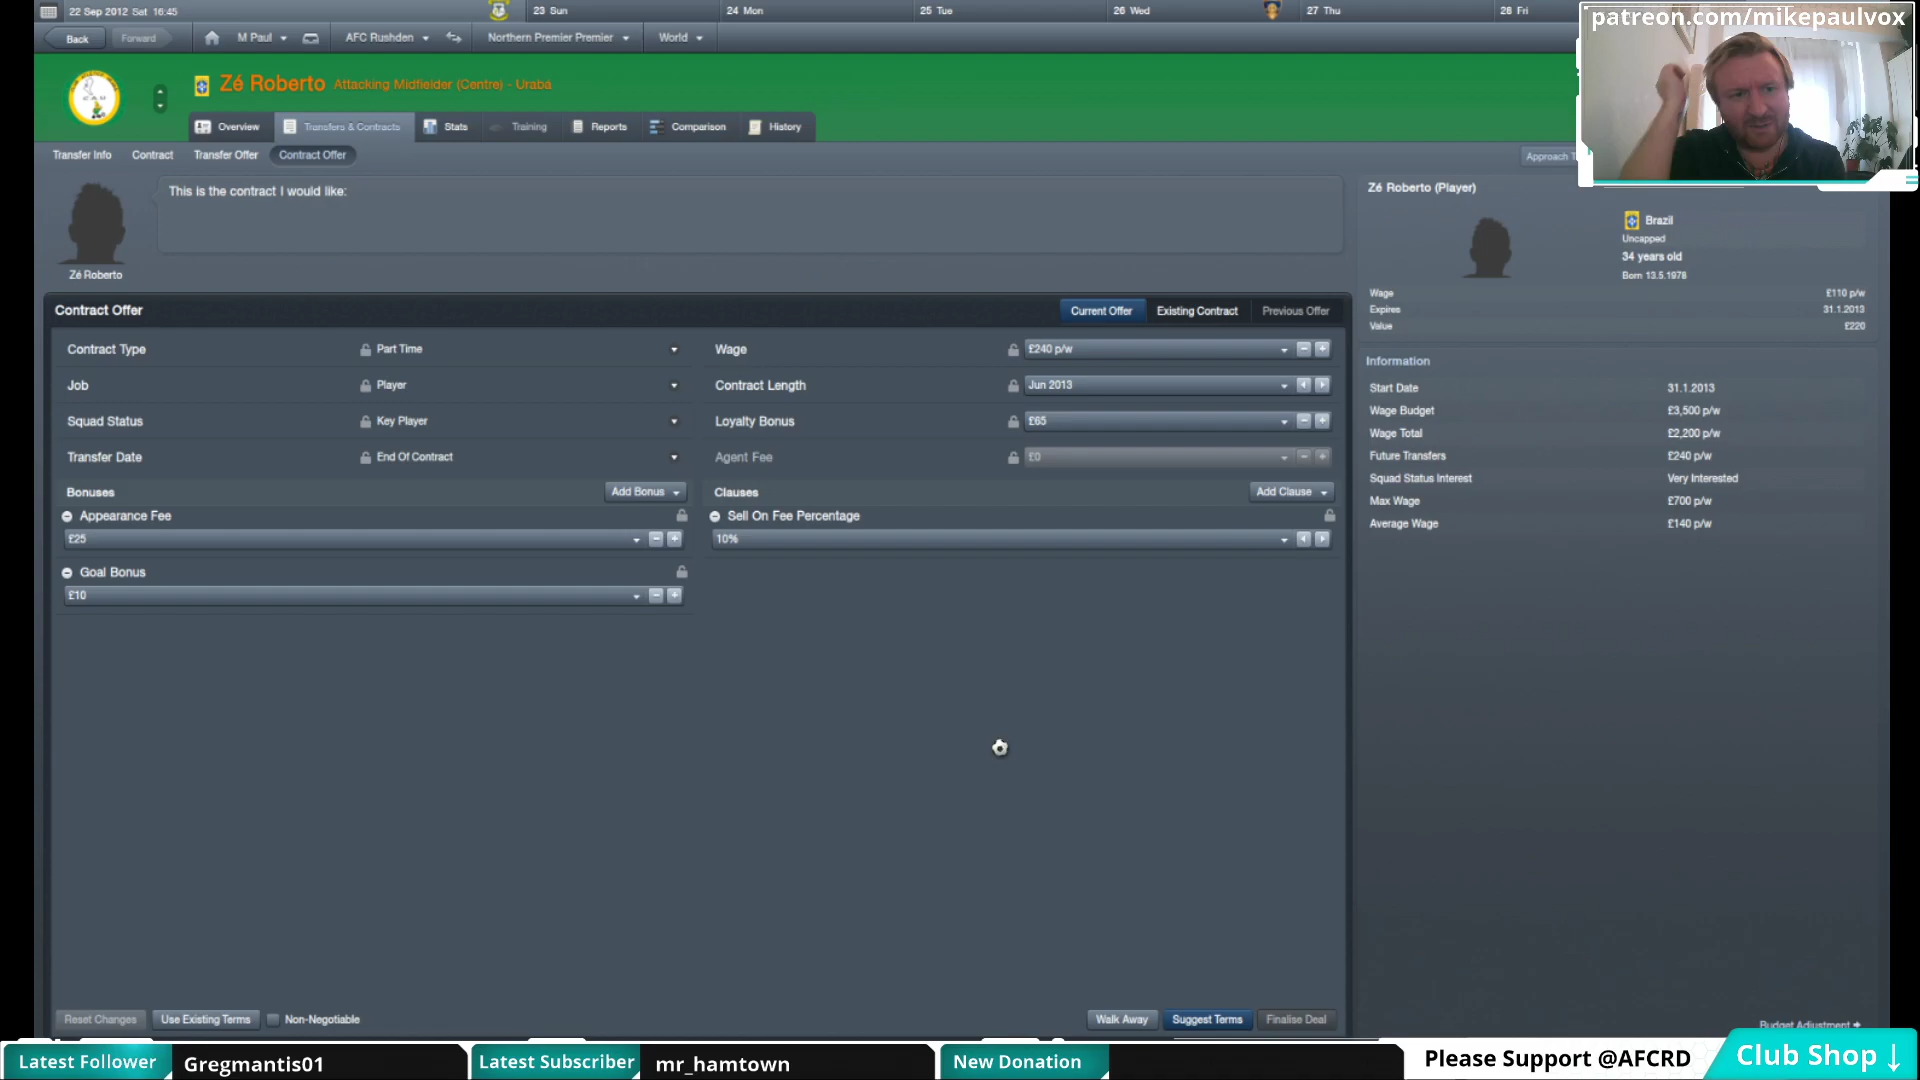 22 Sep 2012 Sat 16:45
23 Sun
24 Mon
25 Tue
26 Wed
27 Thu
28 Fri
patreon.com/mikepaulvox
Back
Forward
M Paul
AFC Rushden
Northern Premier Premier
World
Zé Roberto Attacking Midfielder (Centre) - Urabá
Overview
Transfers & Contracts
Stats
Training
Reports
Comparison
History
Transfer Info
Contract
Transfer Offer
Contract Offer
Approach
This is the contract I would like:
Zé Roberto
Zé Roberto (Player)
Brazil
Uncapped
34 years old
Born 13.5.1978
Wage £110 p/w
Expires 31.1.2013
Value £220
Contract Offer
Current Offer
Existing Contract
Previous Offer
Contract Type Part Time
Wage £240 p/w
Job Player
Contract Length Jun 2013
Squad Status Key Player
Loyalty Bonus £65
Transfer Date End Of Contract
Agent Fee £0
Bonuses Add Bonus
Clauses Add Clause
Appearance Fee
£25
Sell On Fee Percentage
10%
Goal Bonus
£10
Information
Start Date 31.1.2013
Wage Budget £3,500 p/w
Wage Total £2,200 p/w
Future Transfers £240 p/w
Squad Status Interest Very Interested
Max Wage £700 p/w
Average Wage £140 p/w
Reset Changes
Use Existing Terms
Non-Negotiable
Walk Away
Suggest Terms
Finalise Deal
Budget Adjustment
Latest Follower
Gregmantis01
Latest Subscriber
mr_hamtown
New Donation
Please Support @AFCRD
Club Shop ↓